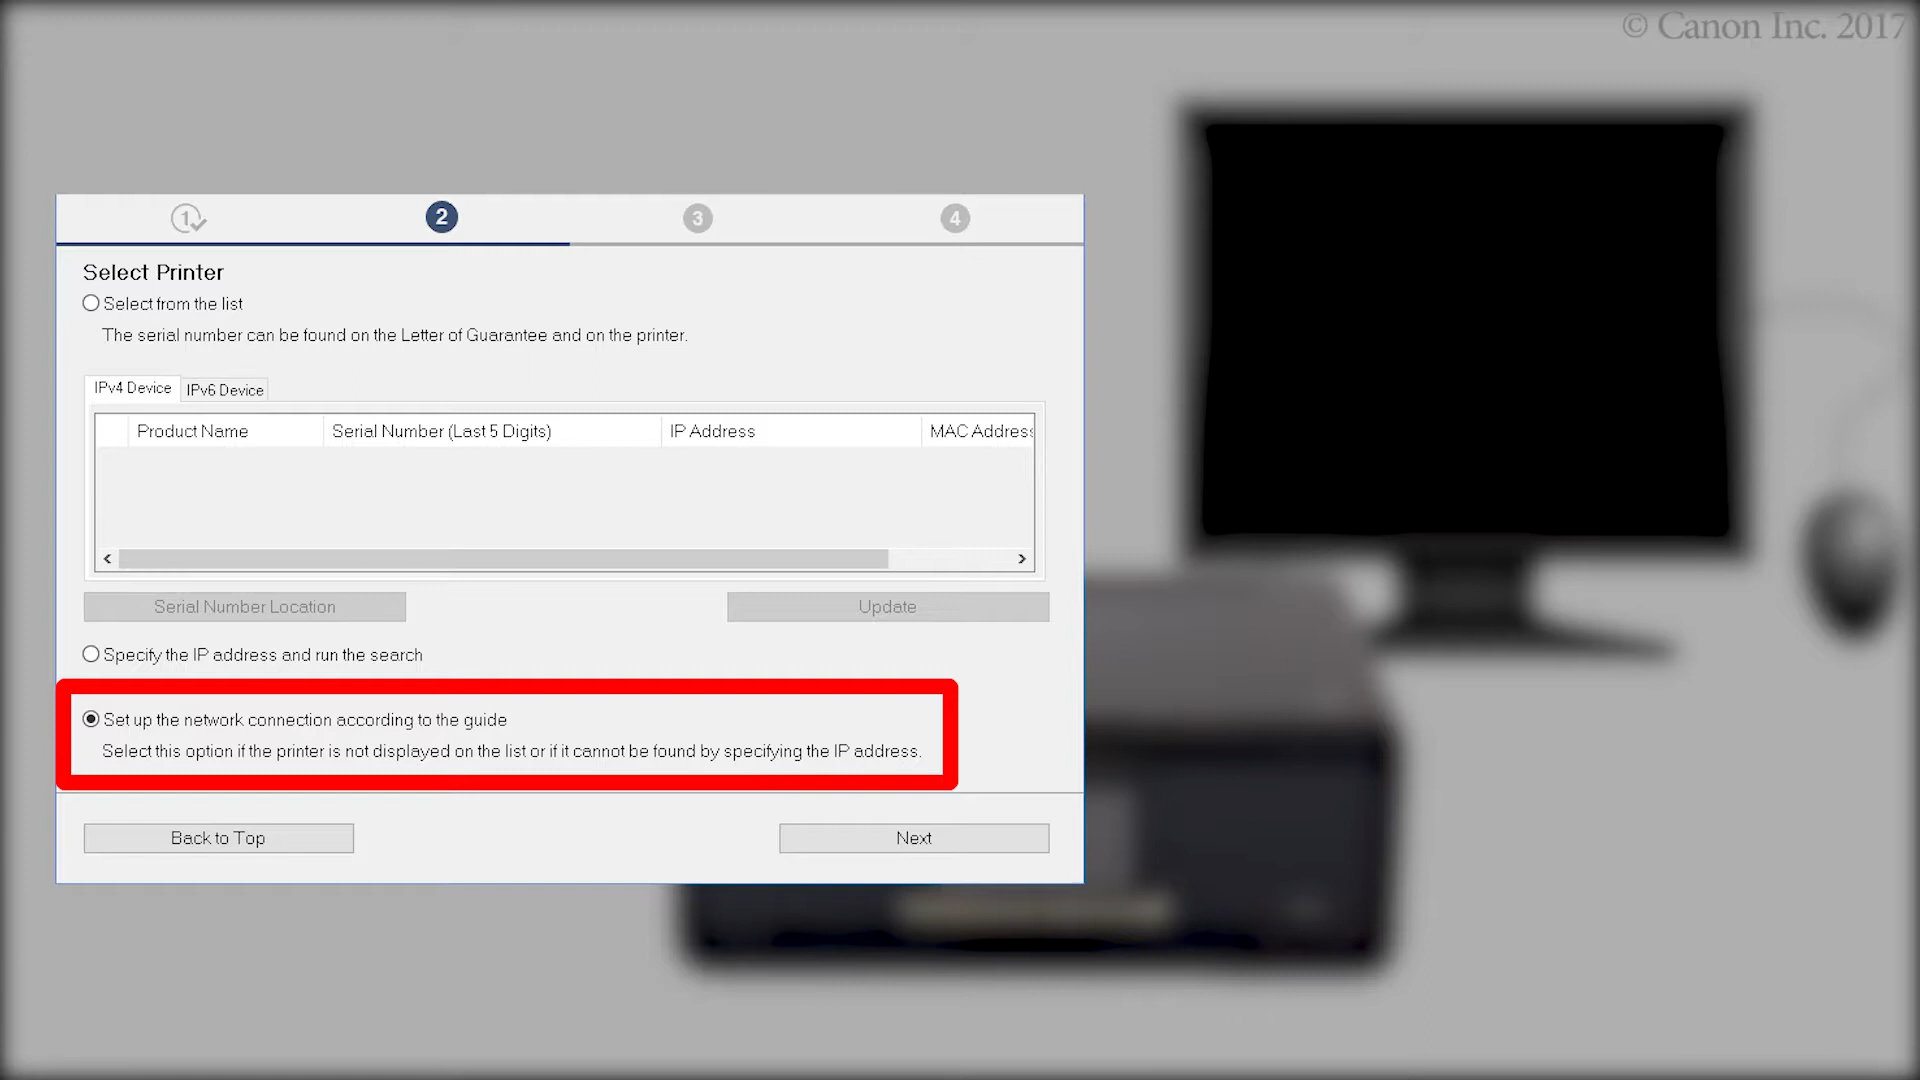 © Canon Inc. 2017
1
2
3
4
Select Printer
Select from the list
The serial number can be found on the Letter of Guarantee and on the printer.
IPv4 Device
IPv6 Device
Product Name
Serial Number (Last 5 Digits)
IP Address
MAC Address
Serial Number Location
Update
Specify the IP address and run the search
Set up the network connection according to the guide
Select this option if the printer is not displayed on the list or if it cannot be found by specifying the IP address.
Back to Top
Next